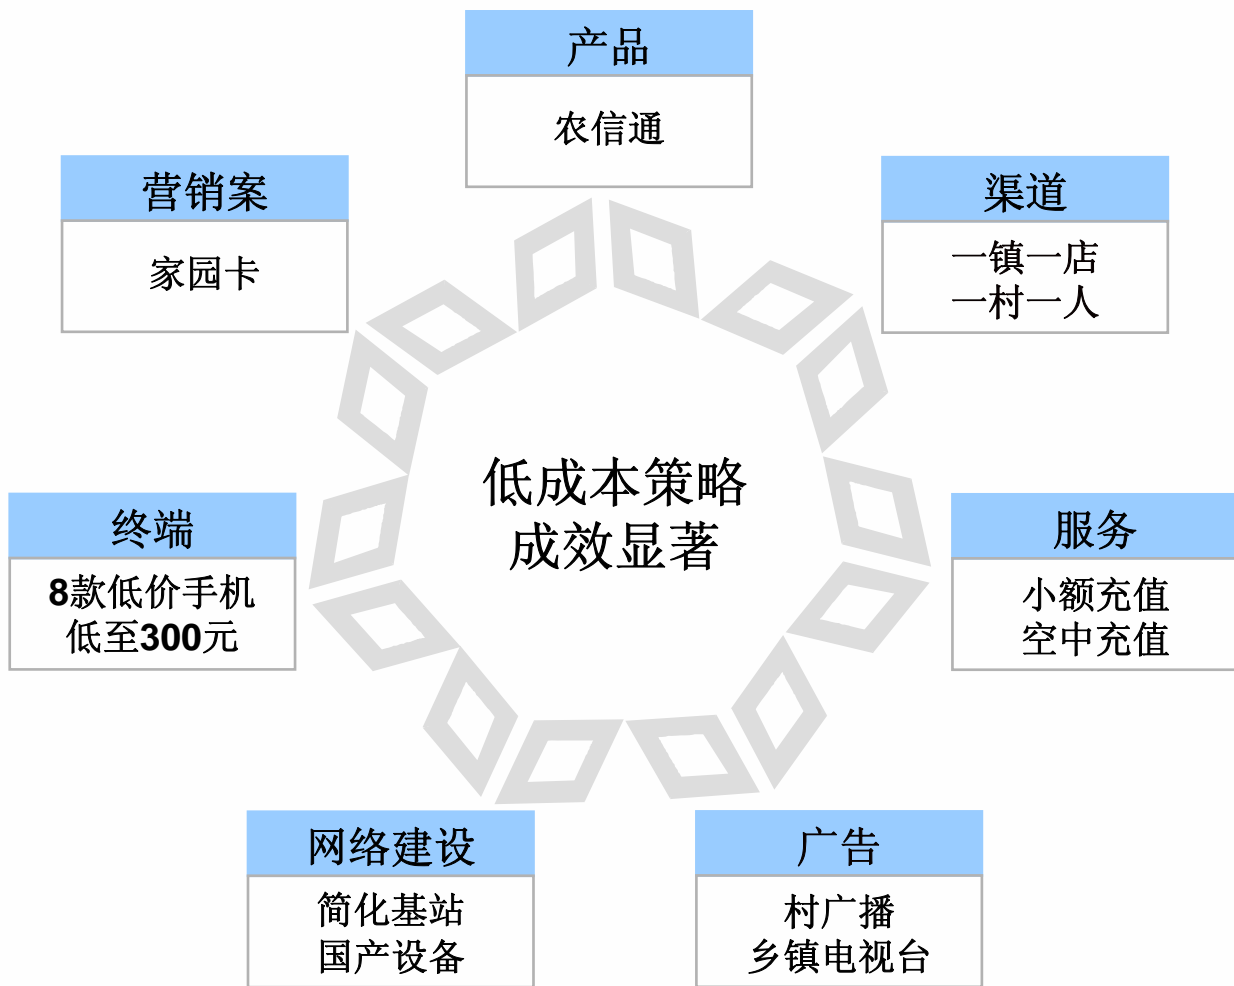 产品
农信通
营销案
家园卡
渠道
一镇一店
一村一人
低成本策略
成效显著
终端
8款低价手机
低至300元
服务
小额充值
空中充值
网络建设
简化基站
国产设备
广告
村广播
乡镇电视台